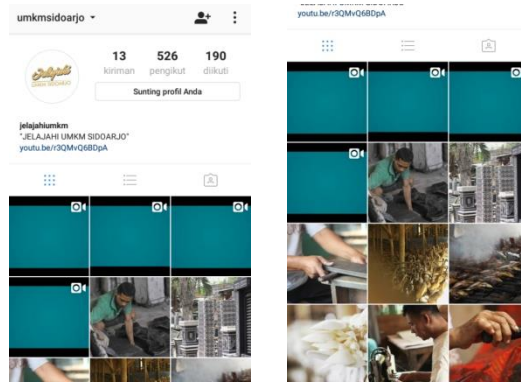 umkmsidoarjo
13 526 190
kiriman pengikut diikuti
Sunting profil Anda
Jelajahi
jelajahiumkm
"JELAJAHI UMKM SIDOARJO"
youtu.be/r3QMvQ6BDpA
youtu.be/r3QMvQ6BDpA